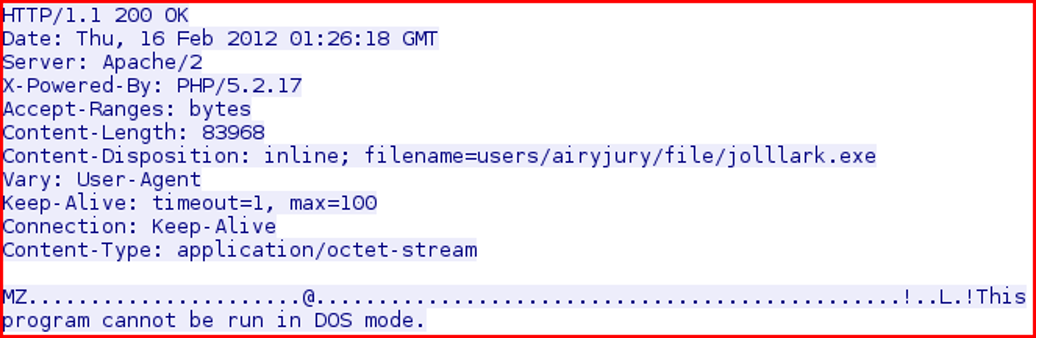 HTTP/1.1 200 OK
Date: Thu, 16 Feb 2012 01:26:18 GMT
Server: Apache/2
X-Powered-By: PHP/5.2.17
Accept-Ranges: bytes
Content-Length: 83968
Content-Disposition: inline; filename=users/airyjury/file/jolllark.exe
Vary: User-Agent
Keep-Alive: timeout=1, max=100
Connection: Keep-Alive
Content-Type: application/octet-stream
MZ......................@...............................................!..L.!This
program cannot be run in DOS mode.